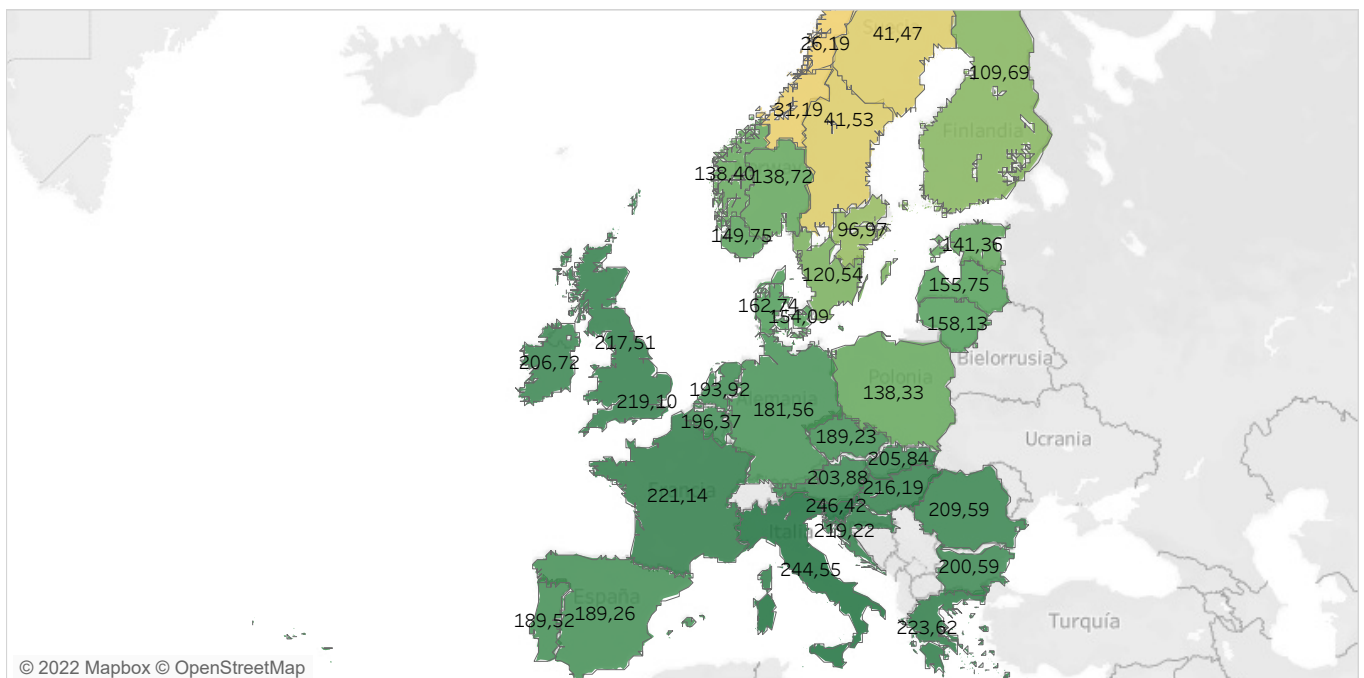 26,19
41,47
Suecia
109,69
31,19
41,53
Finlandia
138,40
138,72
Norway
149,75
96,97
141,36
120,54
155,75
162,74
154,09
158,13
217,51
206,72
Bielorrusia
Polonia
193,92
138,33
219,10
Alemania
181,56
196,37
189,23
Ucrania
205,84
203,88
216,19
221,14
Francia
246,42
209,59
Italia
219,22
244,55
200,59
España
189,52
189,26
223,62
Turquía
© 2022 Mapbox © OpenStreetMap